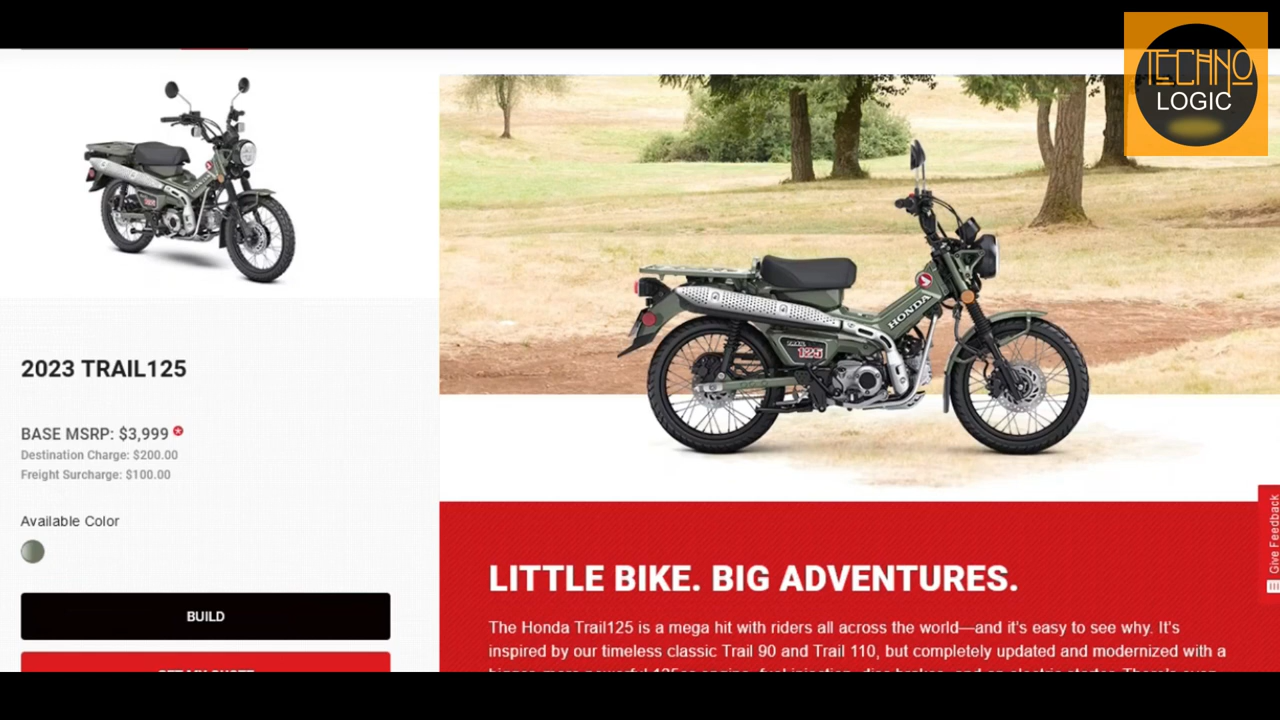 TECHNO
LOGIC
2023 TRAIL125
BASE MSRP: $3,999
Destination Charge: $200.00
Freight Surcharge: $100.00
Available Color
BUILD
HONDA
125
LITTLE BIKE. BIG ADVENTURES.
The Honda Trail125 is a mega hit with riders all across the world—and it's easy to see why. It's
inspired by our timeless classic Trail 90 and Trail 110, but completely updated and modernized with a
Give Feedback